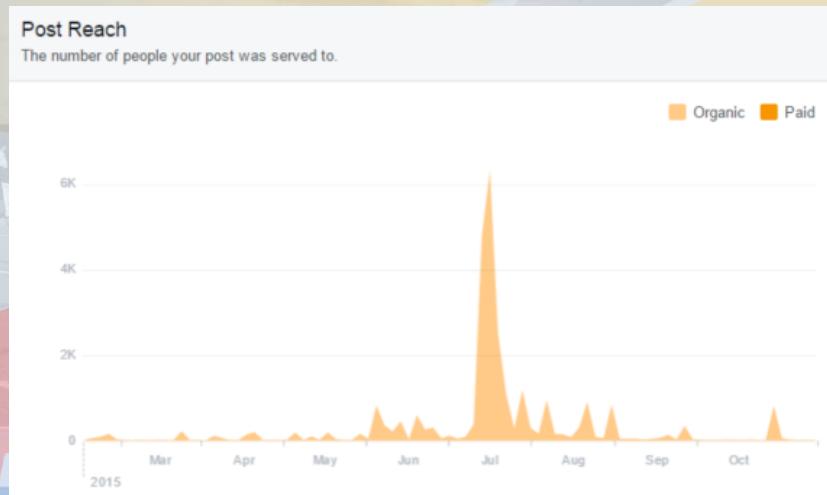 Post Reach
The number of people your post was served to.
Organic Paid
6K
4K
2K
0
Mar Apr May Jun Jul Aug Sep Oct
2015